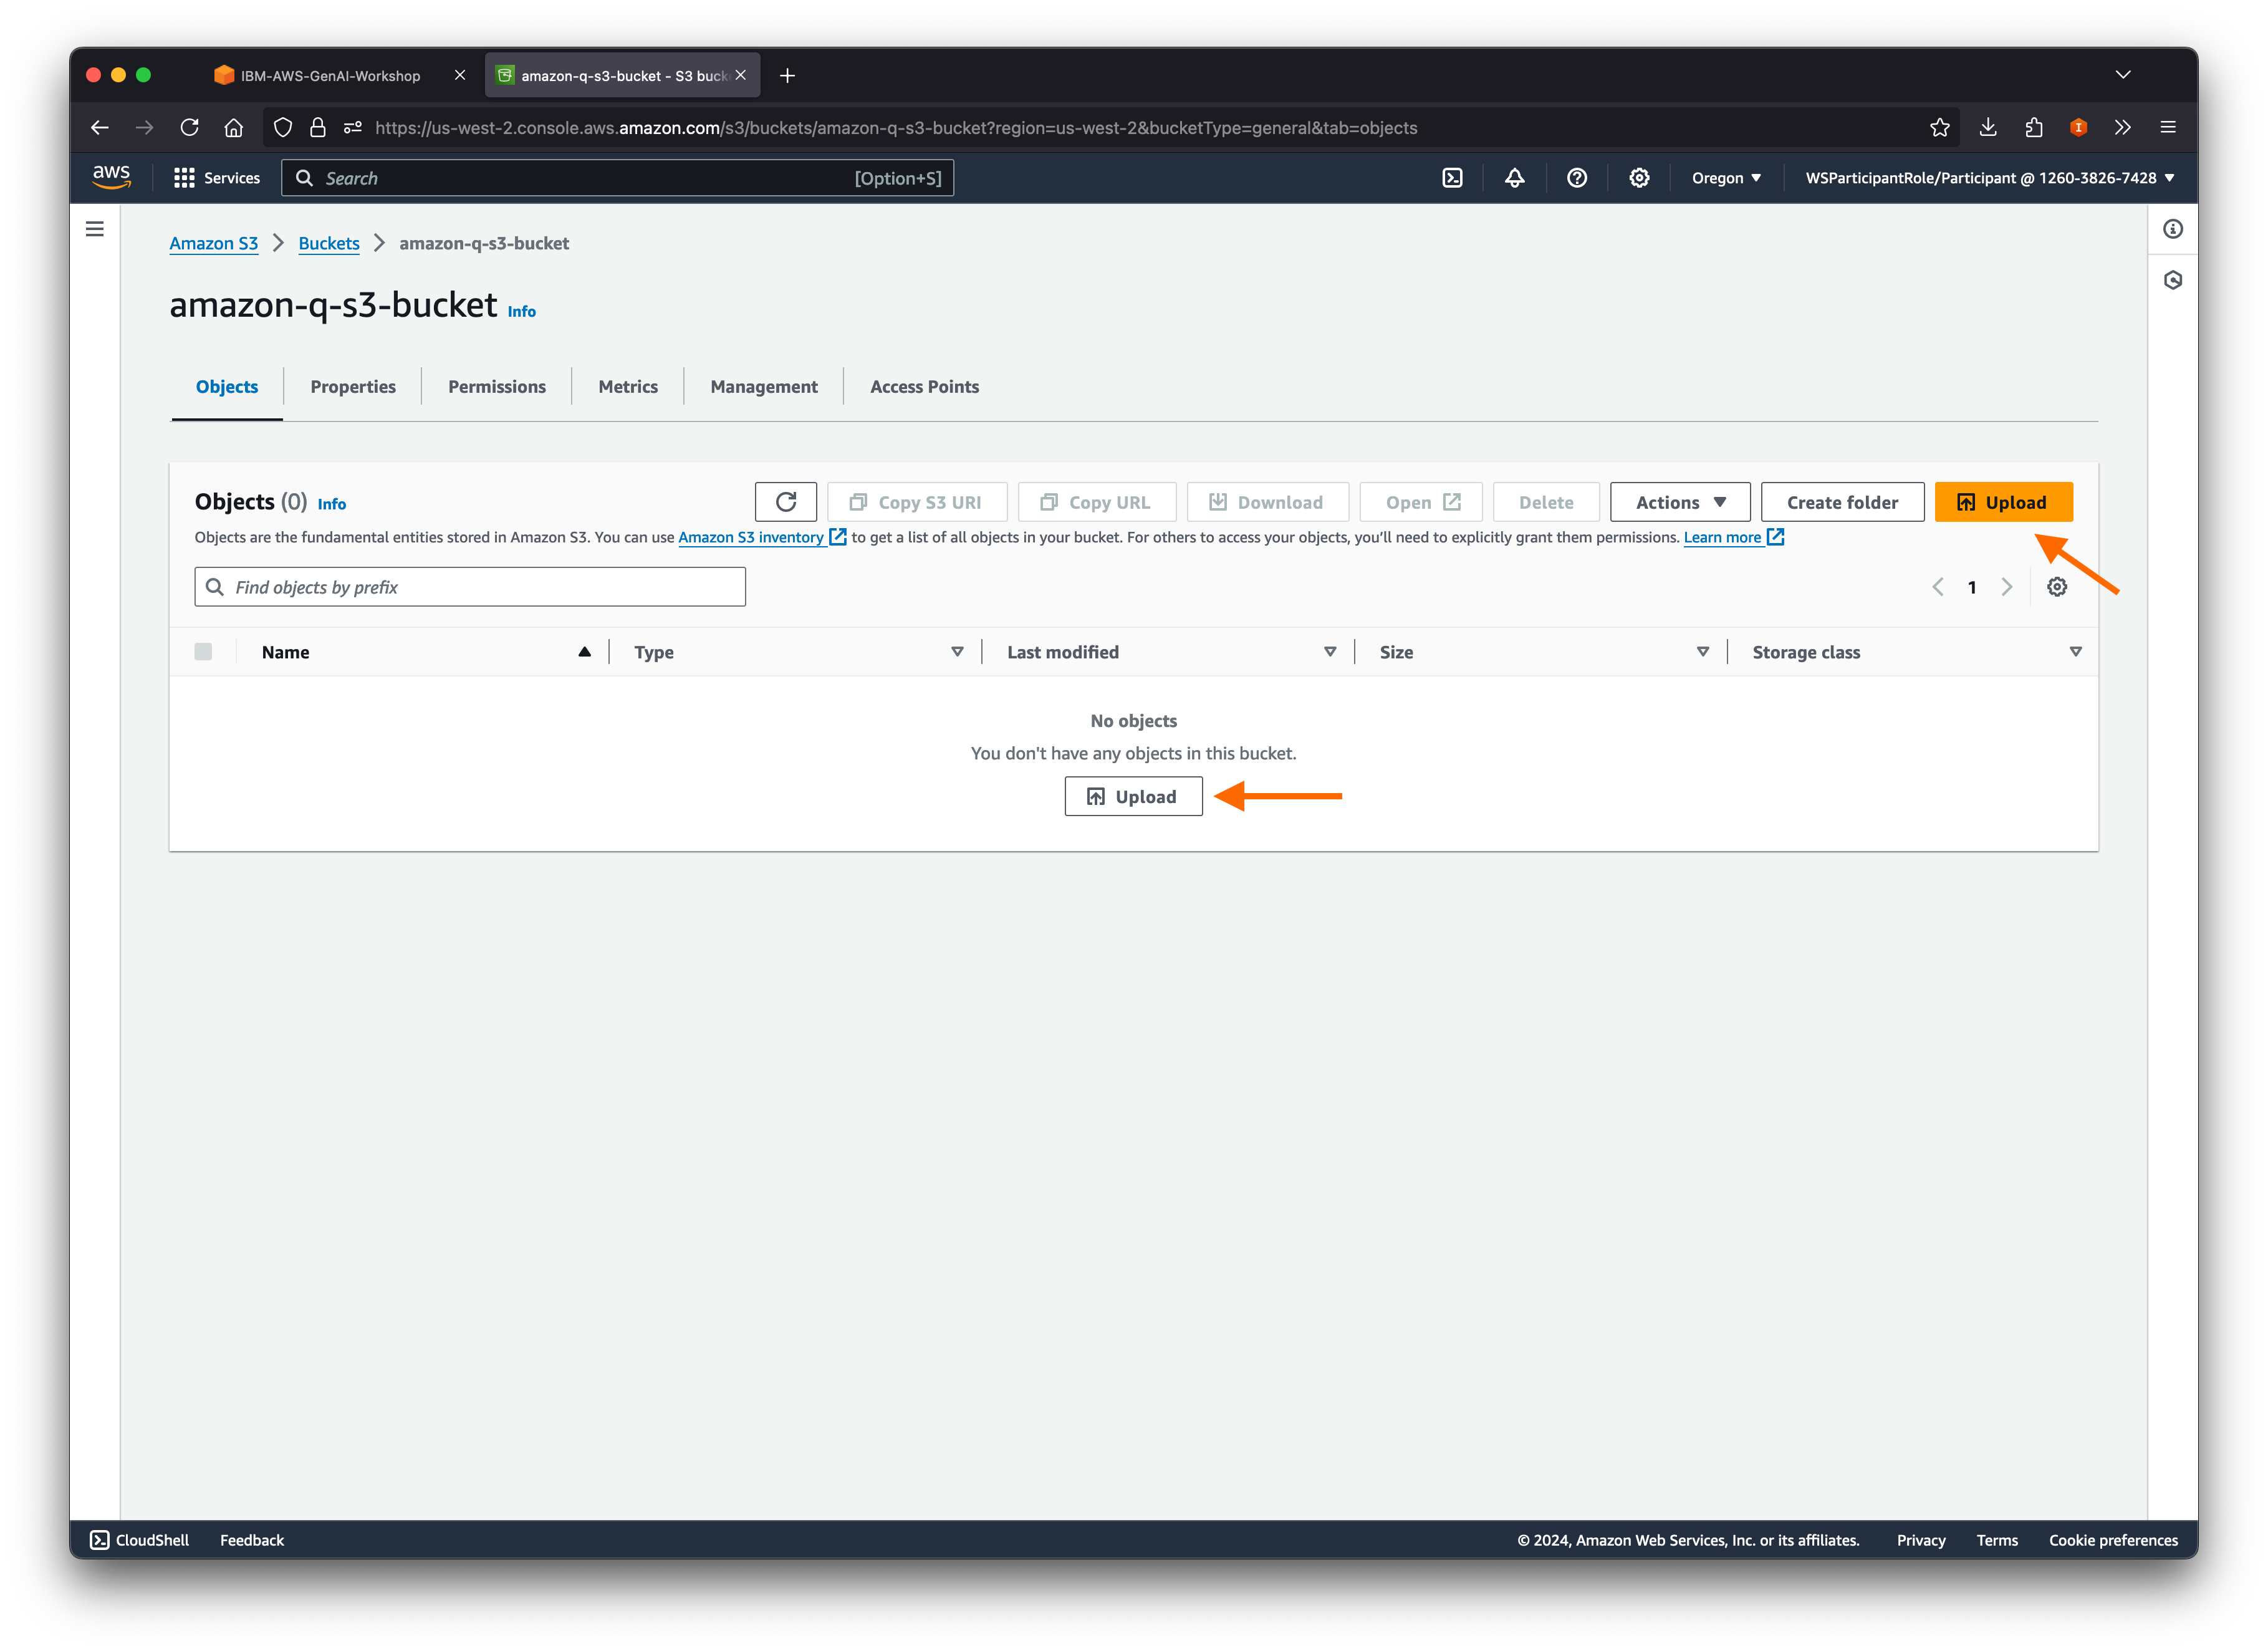 IBM-AWS-GenAI-Workshop
amazon-q-s3-bucket - S3 buck
https://us-west-2.console.aws.amazon.com/s3/buckets/amazon-q-s3-bucket?region=us-west-2&bucketType=general&tab=objects
aws Services Search [Option+S] Oregon WSParticipantRole/Participant @ 1260-3826-7428
Amazon S3 Buckets amazon-q-s3-bucket
amazon-q-s3-bucket Info
Objects Properties Permissions Metrics Management Access Points
Objects (0) Info Copy S3 URI Copy URL Download Open Delete Actions Create folder Upload
Objects are the fundamental entities stored in Amazon S3. You can use Amazon S3 inventory to get a list of all objects in your bucket. For others to access your objects, you’ll need to explicitly grant them permissions. Learn more
Find objects by prefix 1
Name Type Last modified Size Storage class
No objects
You don't have any objects in this bucket.
Upload
CloudShell Feedback © 2024, Amazon Web Services, Inc. or its affiliates. Privacy Terms Cookie preferences